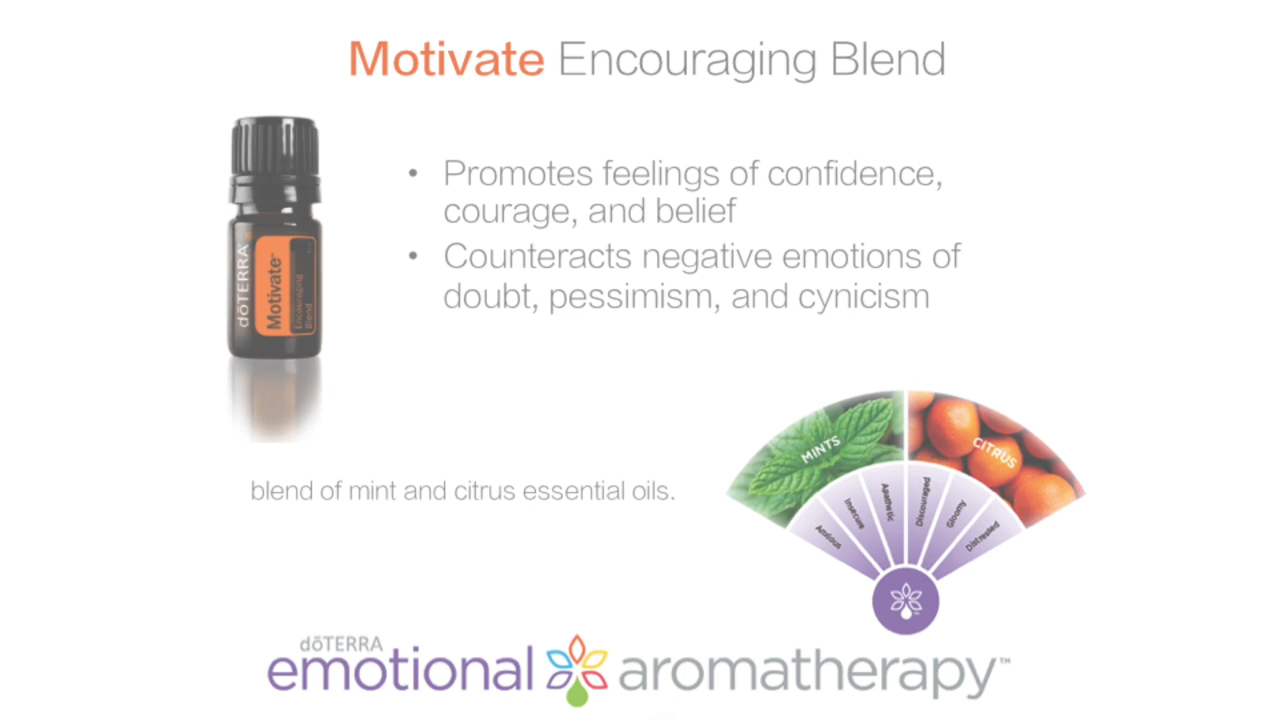 Motivate Encouraging Blend
• Promotes feelings of confidence,
courage, and belief
• Counteracts negative emotions of
doubt, pessimism, and cynicism
dōTERRA
Motivate™
Encouraging
Blend
MINTS
CITRUS
Anxious
Insecure
Apathetic
Discouraged
Gloomy
Distressed
blend of mint and citrus essential oils.
dōTERRA
emotional aromatherapy™